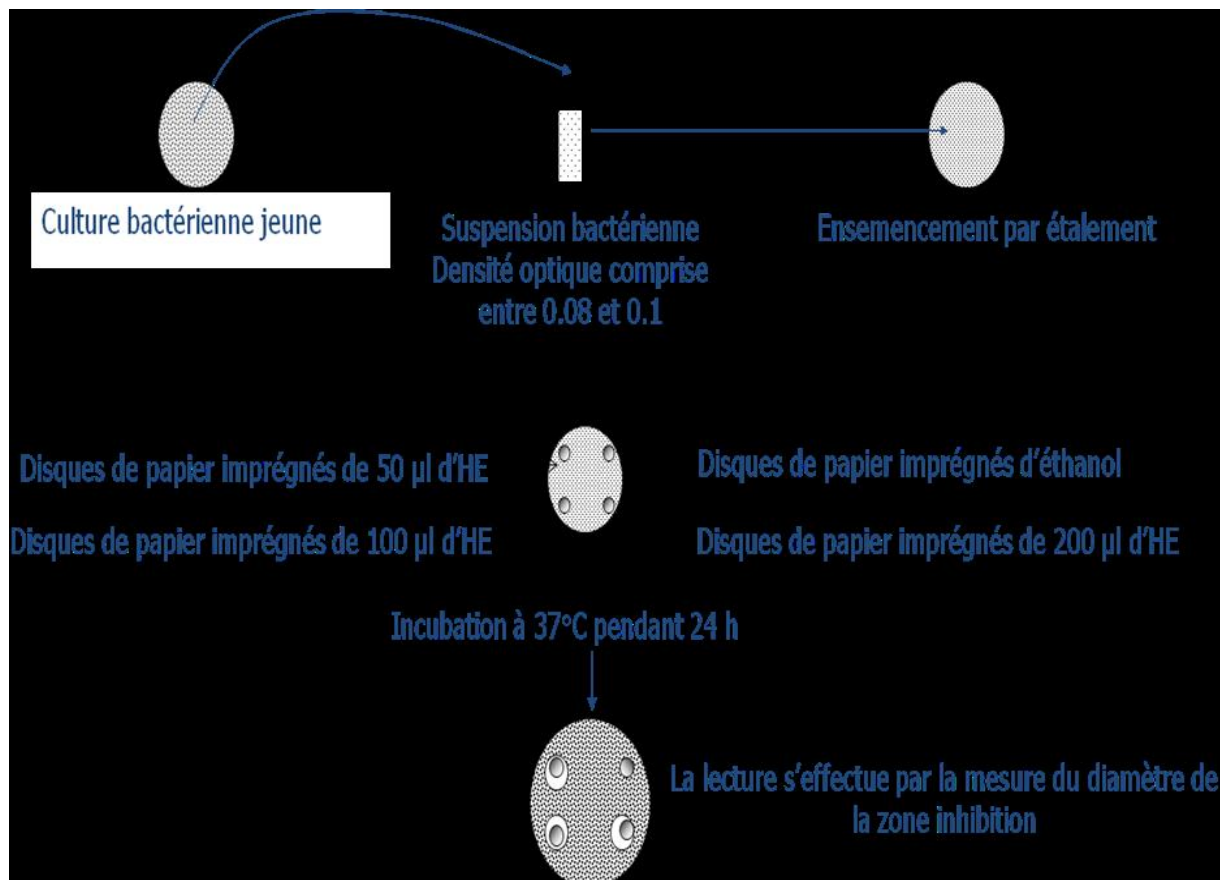 Culture bactérienne jeune
Suspension bactérienne
Densité optique comprise
entre 0.08 et 0.1
Ensemencement par étalement
Disques de papier imprégnés de 50 µl d'HE
Disques de papier imprégnés d'éthanol
Disques de papier imprégnés de 100 µl d'HE
Disques de papier imprégnés de 200 µl d'HE
Incubation à 37°C pendant 24 h
La lecture s'effectue par la mesure du diamètre de
la zone inhibition